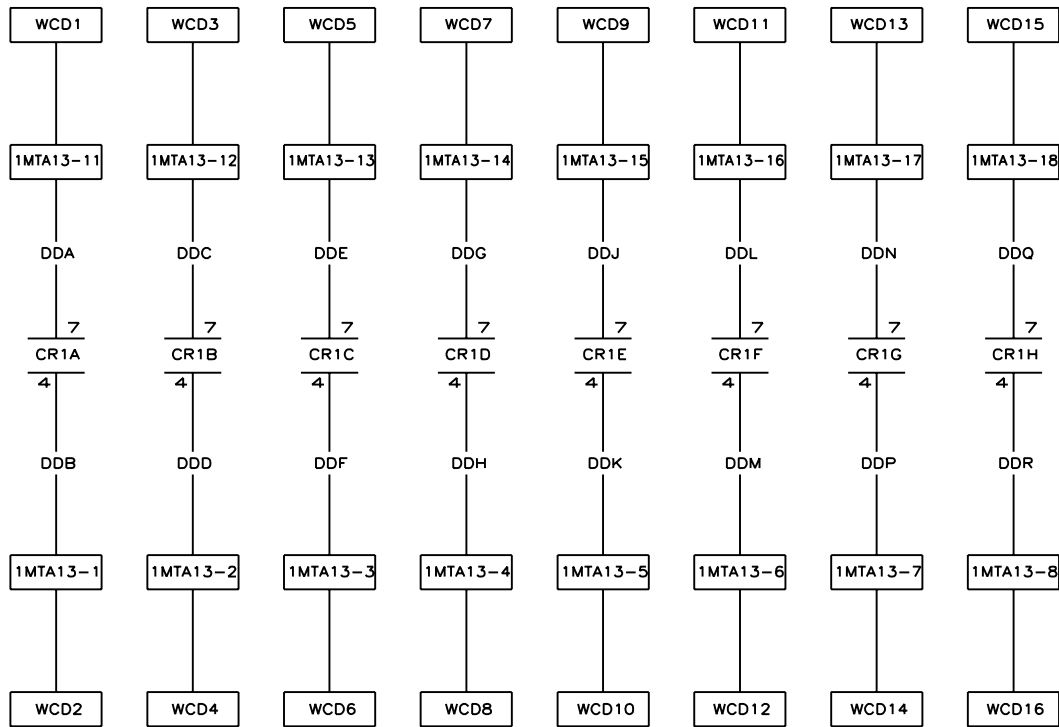 WCD1 WCD3 WCD5 WCD7 WCD9 WCD11 WCD13 WCD15
1MTA13-11 1MTA13-12 1MTA13-13 1MTA13-14 1MTA13-15 1MTA13-16 1MTA13-17 1MTA13-18
DDA DDC DDE DDG DDJ DDL DDN DDQ
7 7 7 7 7 7 7 7
CR1A CR1B CR1C CR1D CR1E CR1F CR1G CR1H
4 4 4 4 4 4 4 4
DDB DDD DDF DDH DDK DDM DDP DDR
1MTA13-1 1MTA13-2 1MTA13-3 1MTA13-4 1MTA13-5 1MTA13-6 1MTA13-7 1MTA13-8
WCD2 WCD4 WCD6 WCD8 WCD10 WCD12 WCD14 WCD16